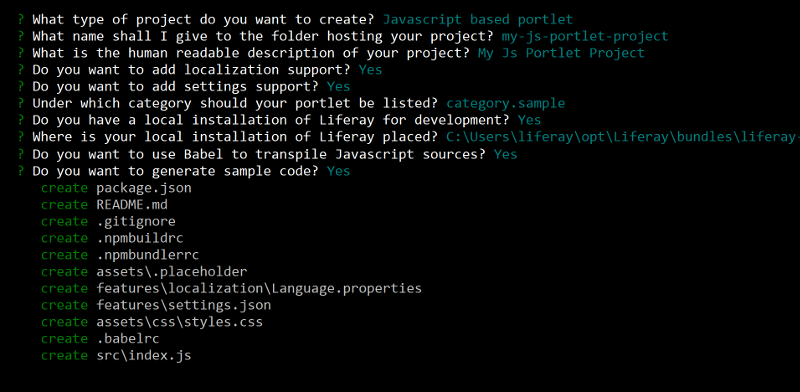 ? What type of project do you want to create? Javascript based portlet
? What name shall I give to the folder hosting your project? my-js-portlet-project
? What is the human readable description of your project? My Js Portlet Project
? Do you want to add localization support? Yes
? Do you want to add settings support? Yes
? Under which category should your portlet be listed? category.sample
? Do you have a local installation of Liferay for development? Yes
? Where is your local installation of Liferay placed? C:\Users\liferay\opt\Liferay\bundles\liferay-
? Do you want to use Babel to transpile Javascript sources? Yes
? Do you want to generate sample code? Yes
create package.json
create README.md
create .gitignore
create .npmbuildrc
create .npmbundlerrc
create assets\.placeholder
create features\localization\Language.properties
create features\settings.json
create assets\css\styles.css
create .babelrc
create src\index.js